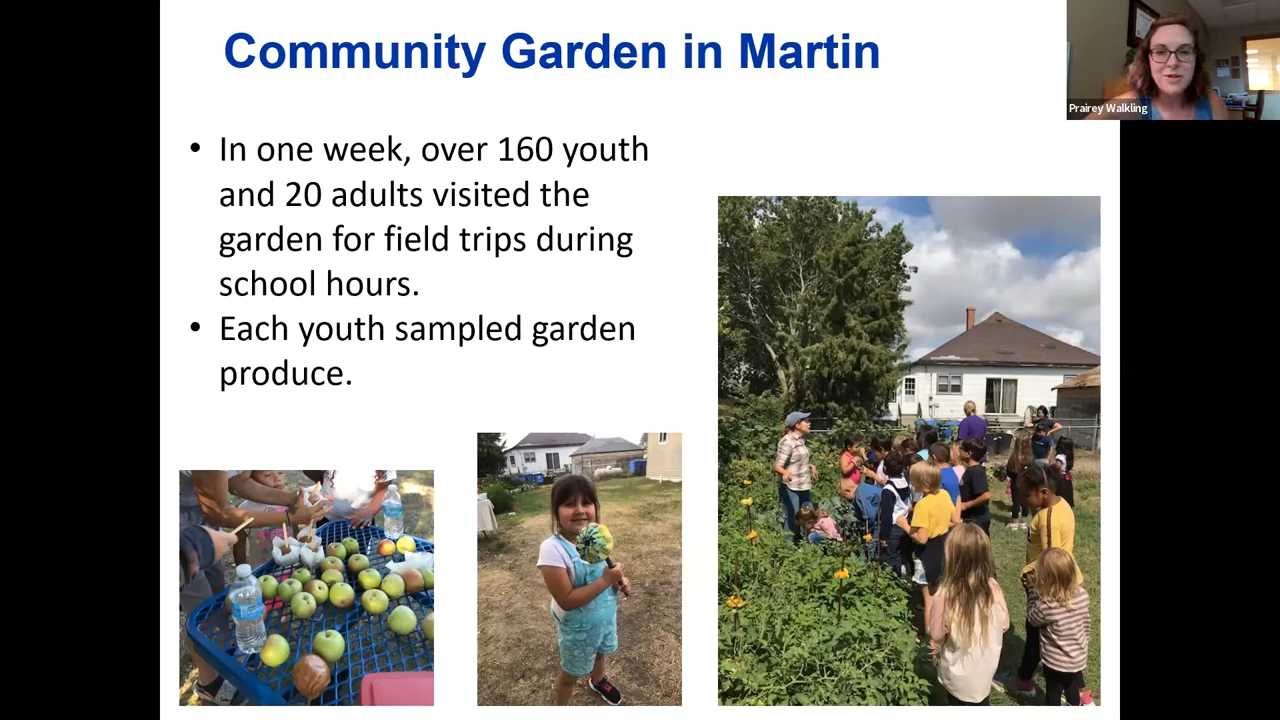 Community Garden in Martin
Prairey Walkling
• In one week, over 160 youth
and 20 adults visited the
garden for field trips during
school hours.
• Each youth sampled garden
produce.